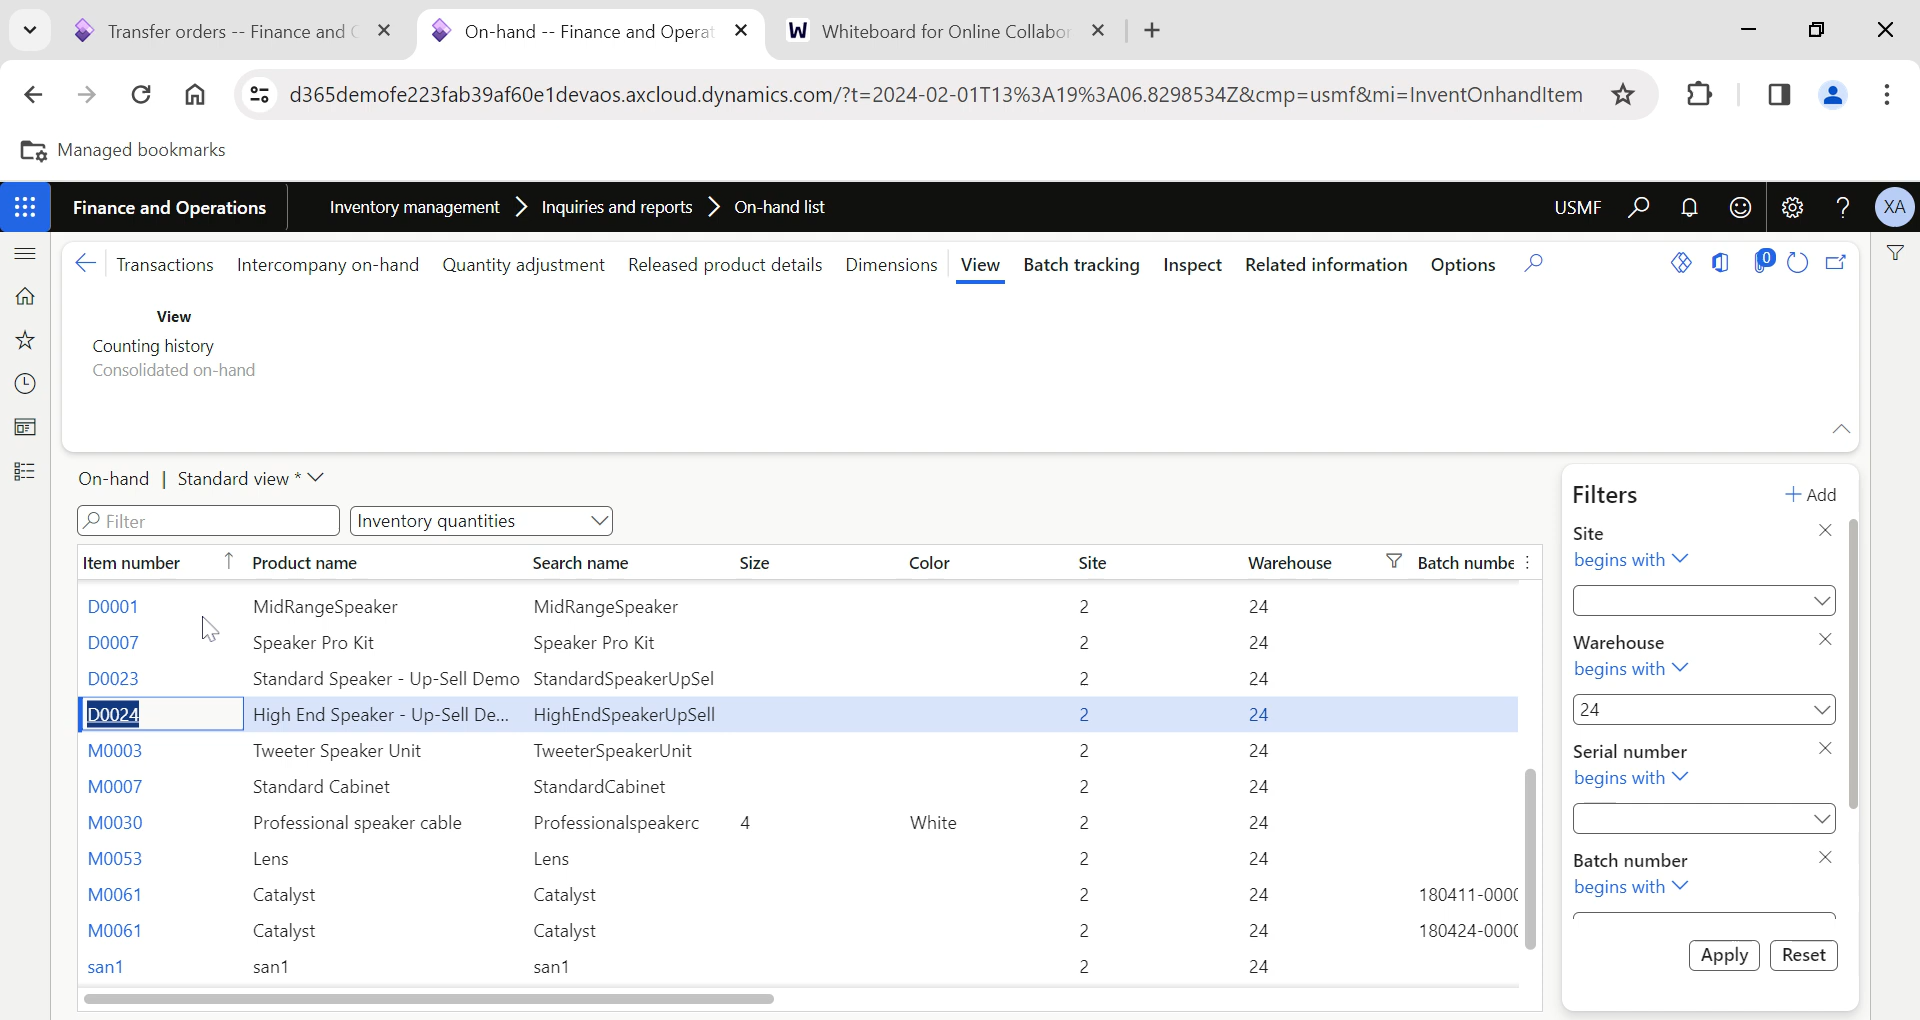 Transfer orders -- Finance and
On-hand -- Finance and Operat
W Whiteboard for Online Collabor
d365demofe223fab39af60e1devaos.axcloud.dynamics.com/?t=2024-02-01T13%3A19%3A06.8298534Z&cmp=usmf&mi=InventOnhandItem
Managed bookmarks
Finance and Operations
Inventory management > Inquiries and reports > On-hand list
USMF
?
XA
Transactions Intercompany on-hand Quantity adjustment Released product details Dimensions View Batch tracking Inspect Related information Options
0
View
Counting history
Consolidated on-hand
On-hand | Standard view *
Filter
Inventory quantities
Item number ↑ Product name Search name Size Color Site Warehouse Batch numbe
D0001 MidRangeSpeaker MidRangeSpeaker 2 24
D0007 Speaker Pro Kit Speaker Pro Kit 2 24
D0023 Standard Speaker - Up-Sell Demo StandardSpeakerUpSel 2 24
D0024 High End Speaker - Up-Sell De... HighEndSpeakerUpSell 2 24
M0003 Tweeter Speaker Unit TweeterSpeakerUnit 2 24
M0007 Standard Cabinet StandardCabinet 2 24
M0030 Professional speaker cable Professionalspeakerc 4 White 2 24
M0053 Lens Lens 2 24
M0061 Catalyst Catalyst 2 24 180411-000
M0061 Catalyst Catalyst 2 24 180424-000
san1 san1 san1 2 24
Filters
+ Add
Site
begins with
Warehouse
begins with
24
Serial number
begins with
Batch number
begins with
Apply
Reset